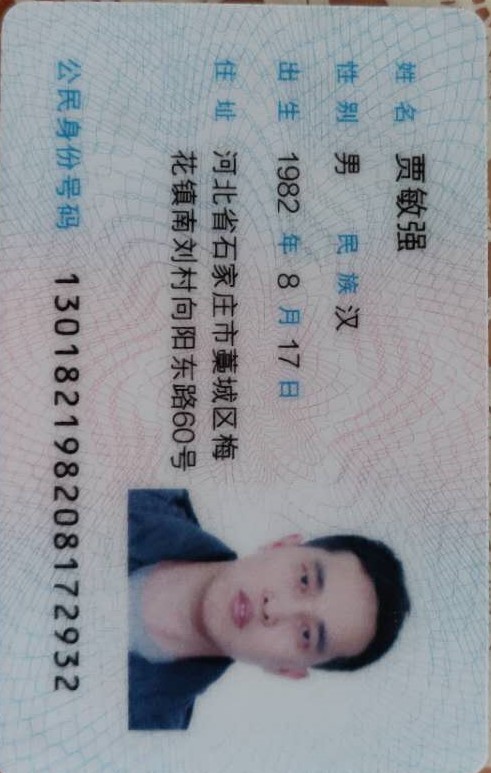 姓名 贾敏强
性别 男 民族 汉
出生 1982 年 8 月 17 日
住址 河北省石家庄市藁城区梅
花镇南刘村向阳东路60号
公民身份号码 130182198208172932